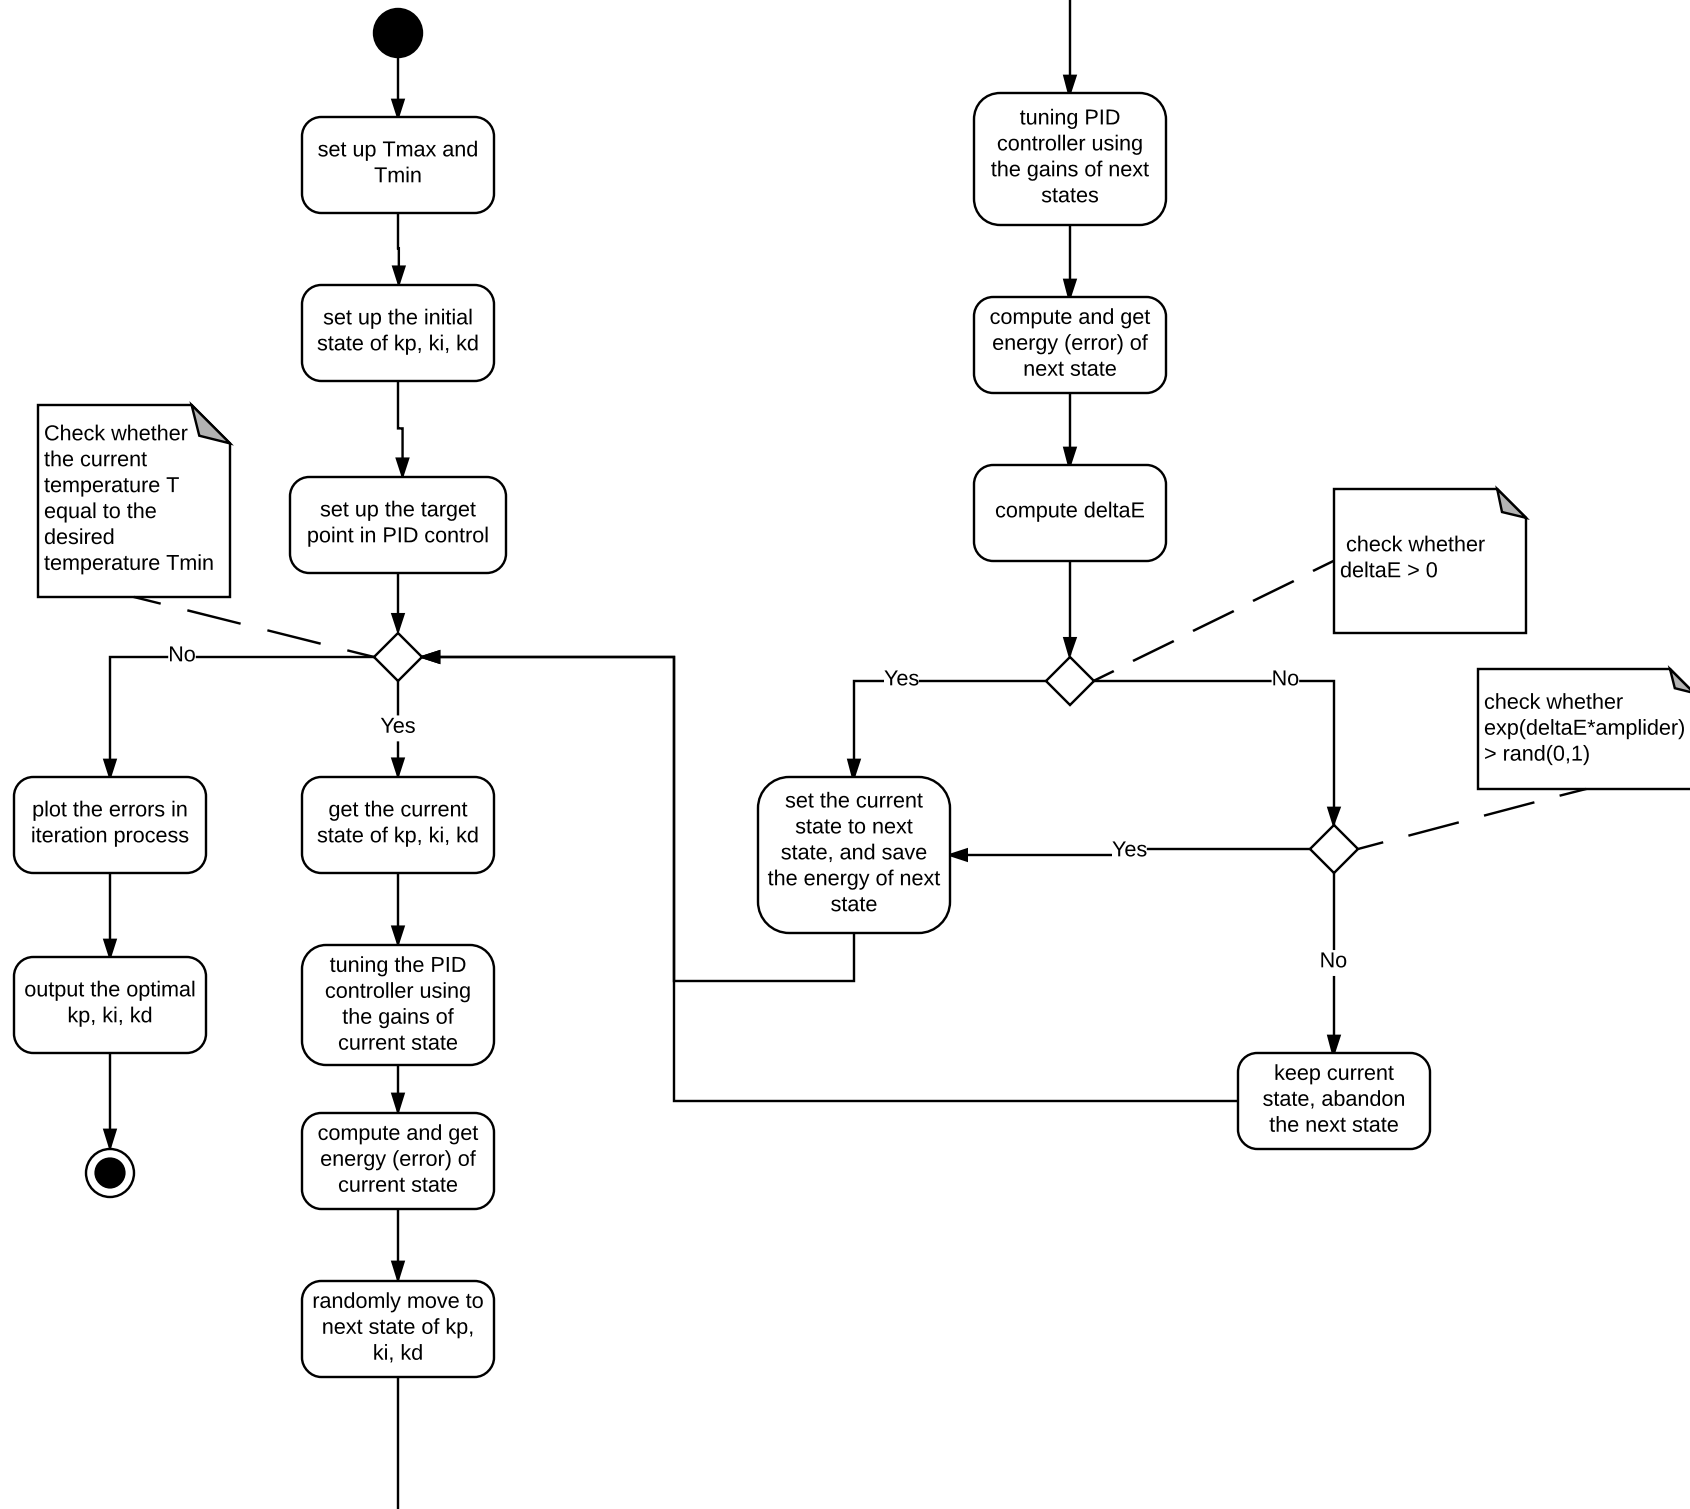 set up Tmax and
Tmin
set up the initial
state of kp, ki, kd
Check whether
the current
temperature T
equal to the
desired
temperature Tmin
set up the target
point in PID control
No
Yes
plot the errors in
iteration process
output the optimal
kp, ki, kd
get the current
state of kp, ki, kd
tuning the PID
controller using
the gains of
current state
compute and get
energy (error) of
current state
randomly move to
next state of kp,
ki, kd
tuning PID
controller using
the gains of next
states
compute and get
energy (error) of
next state
compute deltaE
check whether
deltaE > 0
Yes
No
check whether
exp(deltaE*amplider)
> rand(0,1)
set the current
state to next
state, and save
the energy of next
state
Yes
No
keep current
state, abandon
the next state